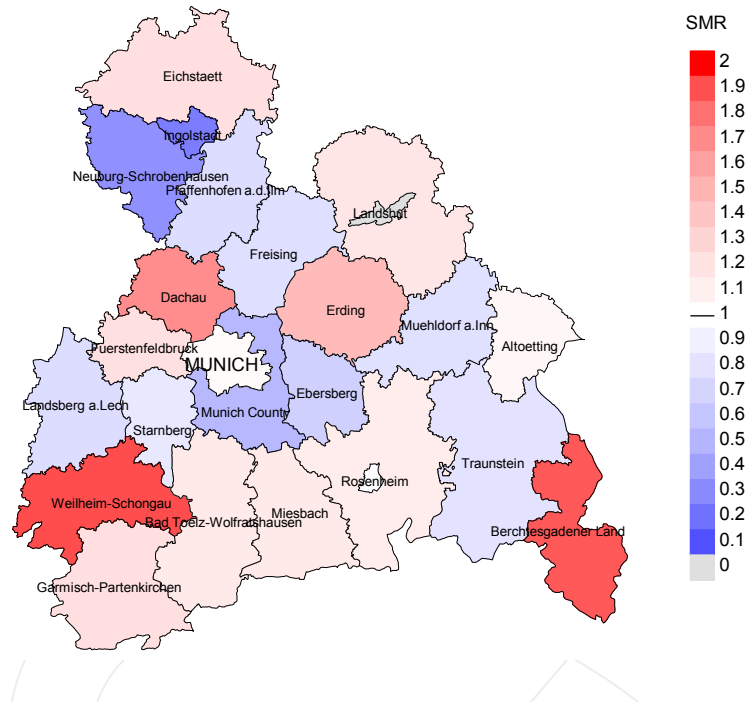 SMR
Eichstaett
Ingolstadt
Neuburg-Schrobenhausen
Pfaffenhofen a.d.Ilm
Landshut
Freising
Dachau
Erding
Muehldorf a.Inn
Altoetting
Fuerstenfeldbruck
MUNICH
Ebersberg
Landsberg a.Lech
Munich County
Starnberg
Traunstein
Rosenheim
Weilheim-Schongau
Miesbach
Bad Toelz-Wolfratshausen
Berchtesgadener Land
Garmisch-Partenkirchen
2
1.9
1.8
1.7
1.6
1.5
1.4
1.3
1.2
1.1
1
0.9
0.8
0.7
0.6
0.5
0.4
0.3
0.2
0.1
0